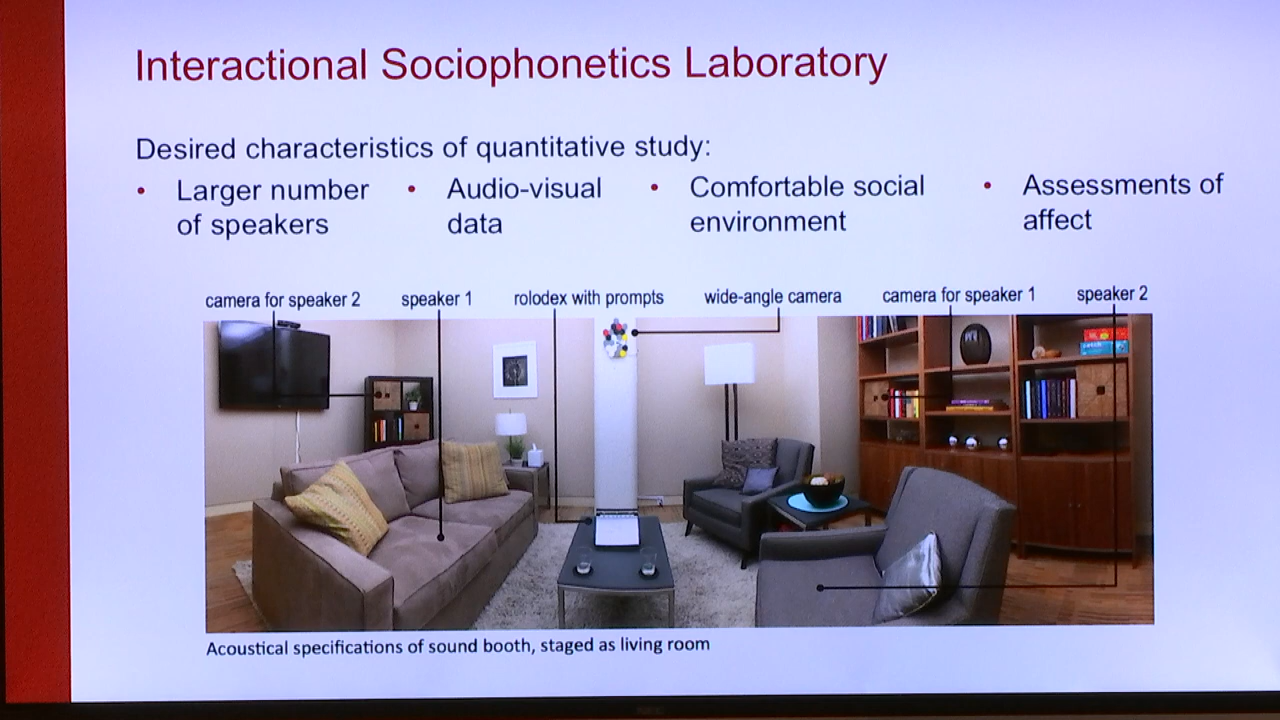 Interactional Sociophonetics Laboratory
Desired characteristics of quantitative study:
• Larger number
of speakers
• Audio-visual
data
• Comfortable social
environment
• Assessments of
affect
camera for speaker 2
speaker 1
rolodex with prompts
wide-angle camera
camera for speaker 1
speaker 2
Acoustical specifications of sound booth, staged as living room